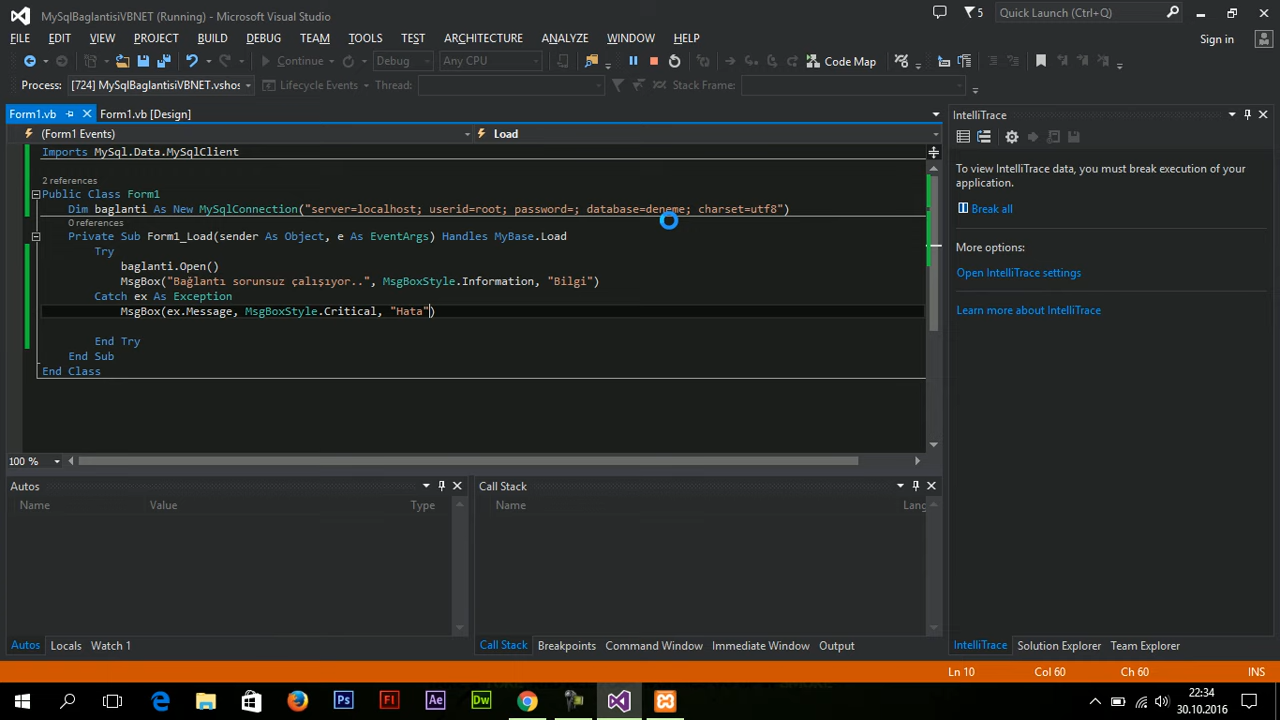 MySqlBaglantisiVBNET (Running) - Microsoft Visual Studio
5
Quick Launch (Ctrl+Q)
FILE EDIT VIEW PROJECT BUILD DEBUG TEAM TOOLS TEST ARCHITECTURE ANALYZE WINDOW HELP
Sign in
Continue Debug Any CPU Code Map
Process: [724] MySqlBaglantisiVBNET.vshos Lifecycle Events Thread: Stack Frame:
Form1.vb Form1.vb [Design]
(Form1 Events) Load
Imports MySql.Data.MySqlClient
2 references
Public Class Form1
Dim baglanti As New MySqlConnection("server=localhost; userid=root; password=; database=deneme; charset=utf8")
0 references
Private Sub Form1_Load(sender As Object, e As EventArgs) Handles MyBase.Load
Try
baglanti.Open()
MsgBox("Bağlantı sorunsuz çalışıyor..", MsgBoxStyle.Information, "Bilgi")
Catch ex As Exception
MsgBox(ex.Message, MsgBoxStyle.Critical, "Hata")
End Try
End Sub
End Class
100 %
IntelliTrace
To view IntelliTrace data, you must break execution of your
application.
Break all
More options:
Open IntelliTrace settings
Learn more about IntelliTrace
Autos
Name Value Type
Call Stack
Name Lang
Autos Locals Watch 1
Call Stack Breakpoints Command Window Immediate Window Output
IntelliTrace Solution Explorer Team Explorer
Ln 10 Col 60 Ch 60 INS
Ps Fl Ae Dw
22:34
30.10.2016